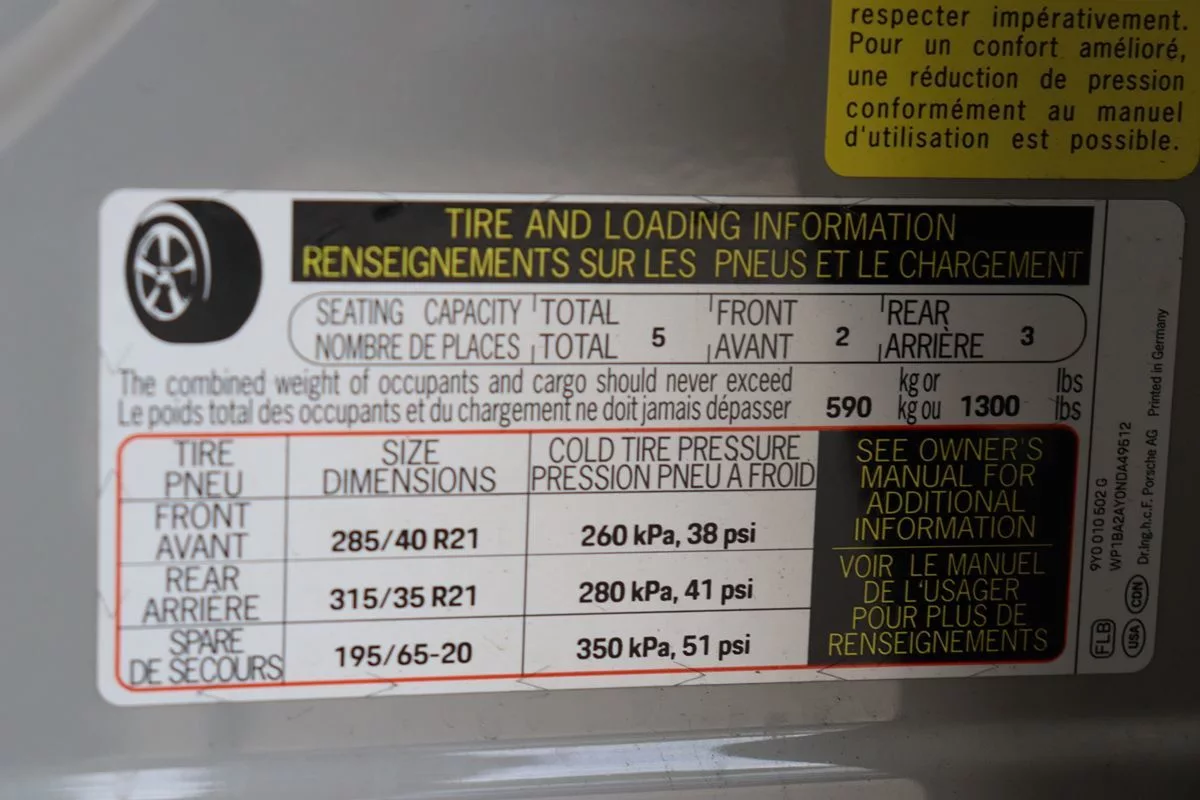 respecter impérativement.
Pour un confort amélioré,
une réduction de pression
conformément au manuel
d'utilisation est possible.
TIRE AND LOADING INFORMATION
RENSEIGNEMENTS SUR LES PNEUS ET LE CHARGEMENT
SEATING CAPACITY TOTAL FRONT REAR
NOMBRE DE PLACES TOTAL 5 AVANT 2 ARRIÈRE 3
The combined weight of occupants and cargo should never exceed kg or lbs
Le poids total des occupants et du chargement ne doit jamais dépasser 590 kg ou 1300 lbs
TIRE SIZE COLD TIRE PRESSURE
PNEU DIMENSIONS PRESSION PNEU A FROID
FRONT
AVANT 285/40 R21 260 kPa, 38 psi
REAR
ARRIÈRE 315/35 R21 280 kPa, 41 psi
SPARE
DE SECOURS 195/65-20 350 kPa, 51 psi
SEE OWNER'S
MANUAL FOR
ADDITIONAL
INFORMATION
VOIR LE MANUEL
DE L'USAGER
POUR PLUS DE
RENSEIGNEMENTS
9Y0 010 502 G
WP1BA2AY0NDA49512
Dr.Ing.h.c.F. Porsche AG Printed in Germany
FLB USA CDN